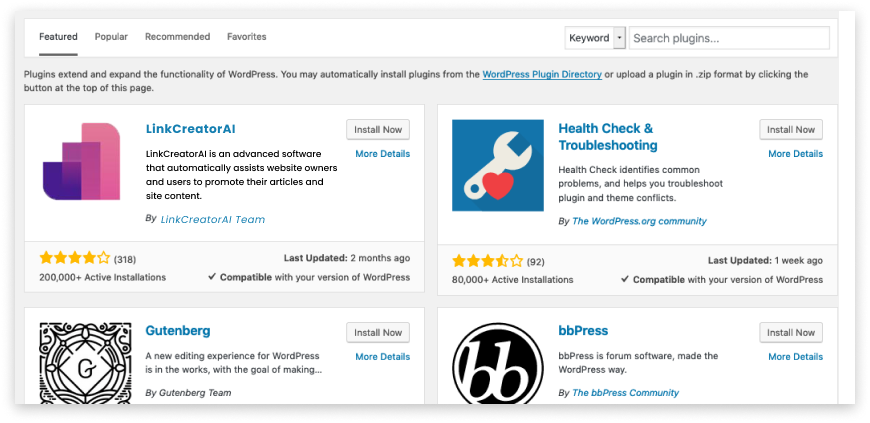 Featured Popular Recommended Favorites Keyword Search plugins...
Plugins extend and expand the functionality of WordPress. You may automatically install plugins from the WordPress Plugin Directory or upload a plugin in .zip format by clicking the
button at the top of this page.
LinkCreatorAI
Install Now
More Details
LinkCreatorAI is an advanced software
that automatically assists website owners
and users to promote their articles and
site content.
By LinkCreatorAI Team
(318)
Last Updated: 2 months ago
200,000+ Active Installations
Compatible with your version of WordPress
Health Check &
Troubleshooting
Install Now
More Details
Health Check identifies common
problems, and helps you troubleshoot
plugin and theme conflicts.
By The WordPress.org community
(92)
Last Updated: 1 week ago
80,000+ Active Installations
Compatible with your version of WordPress
G
Gutenberg
Install Now
More Details
A new editing experience for WordPress
is in the works, with the goal of making...
By Gutenberg Team
bb
bbPress
Install Now
More Details
bbPress is forum software, made the
WordPress way.
By The bbPress Community